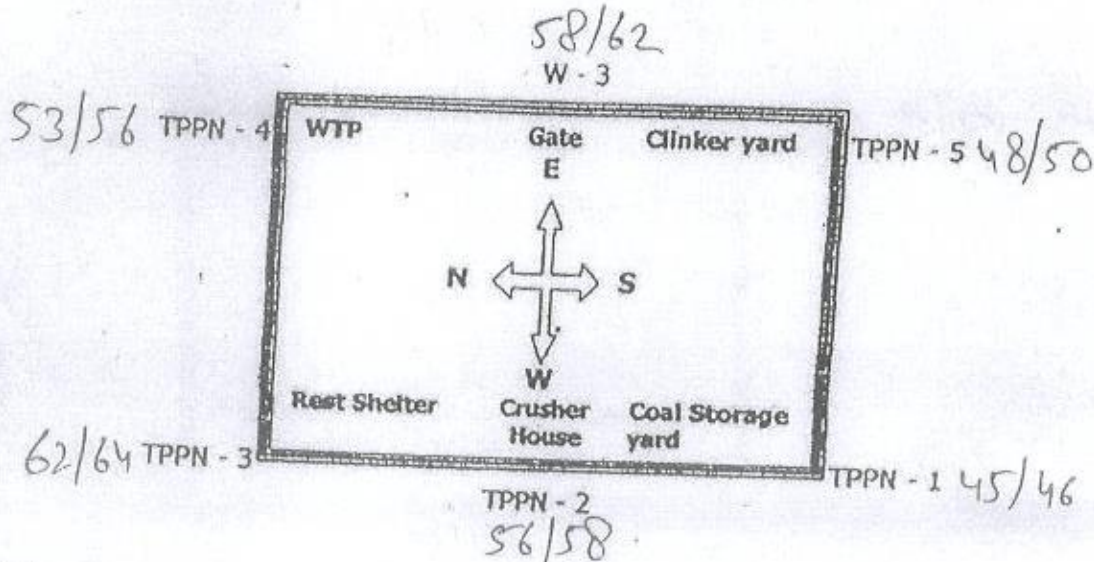 58/62
W - 3
53/56 TPPN - 4 WTP Gate Clinker yard TPPN - 5 48/50
E
N S
W
Rest Shelter Crusher House Coal Storage yard
62/64 TPPN - 3 TPPN - 1 45/46
TPPN - 2
56/58